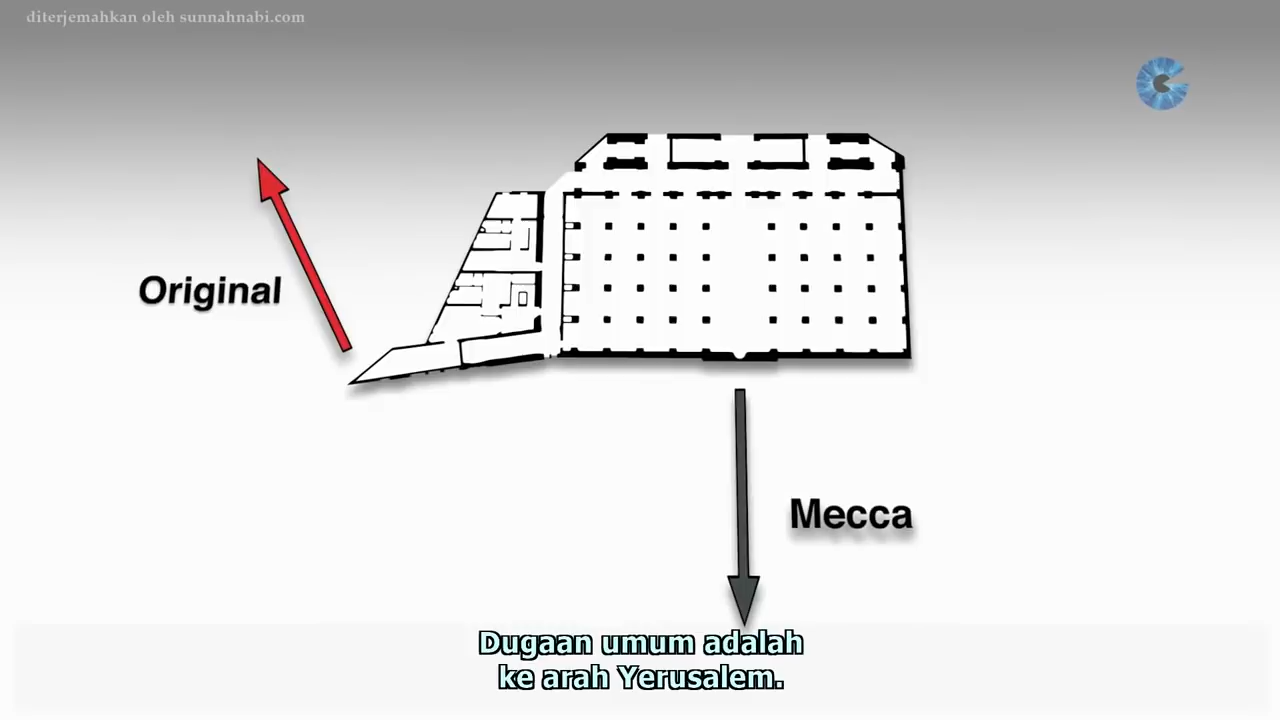 diterjemahkan oleh sunnahnabi.com
Original
Mecca
Dugaan umum adalah
ke arah Yerusalem.